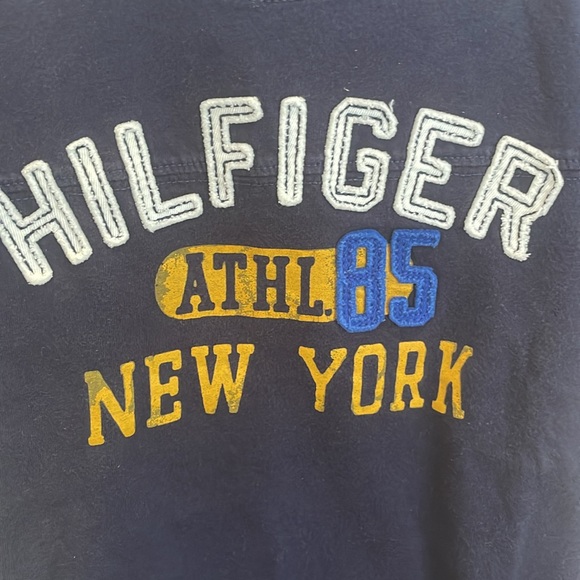 HILFIGER
ATHL. 85
NEW YORK